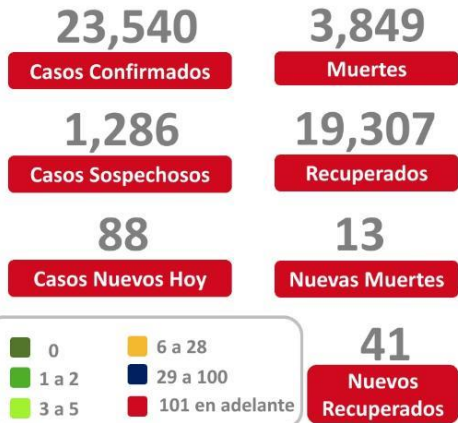 23,540
Casos Confirmados
3,849
Muertes
1,286
Casos Sospechosos
19,307
Recuperados
88
Casos Nuevos Hoy
13
Nuevas Muertes
0
1 a 2
3 a 5
6 a 28
29 a 100
101 en adelante
41
Nuevos
Recuperados